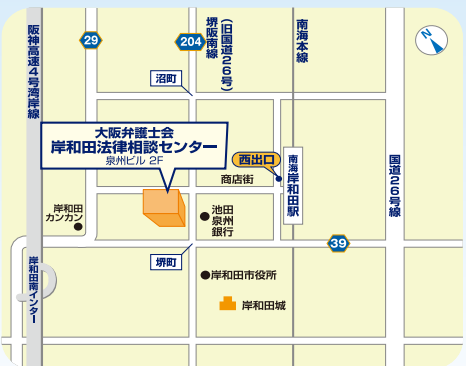 阪神高速4号湾岸線
29
204
堺阪南線
(旧国道26号)
南海本線
N
沼町
大阪弁護士会
岸和田法律相談センター
泉州ビル 2F
西出口
商店街
南海 岸和田駅
国道26号線
岸和田
カンカン
池田
泉州
銀行
39
堺町
岸和田南インター
岸和田市役所
岸和田城